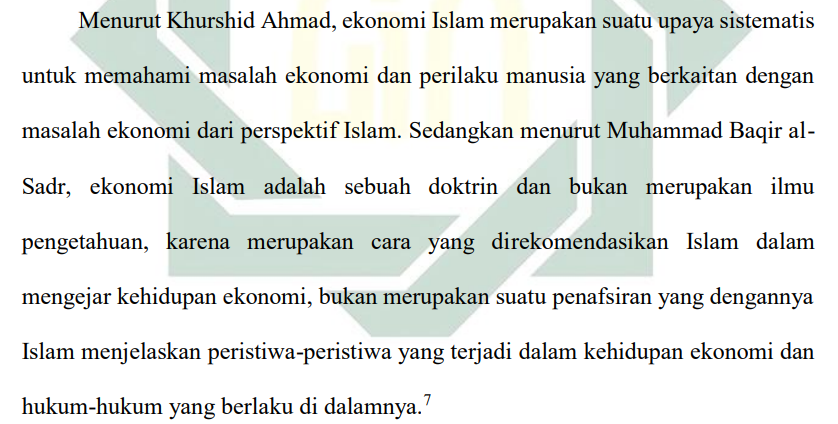 Menurut Khurshid Ahmad, ekonomi Islam merupakan suatu upaya sistematis
untuk memahami masalah ekonomi dan perilaku manusia yang berkaitan dengan
masalah ekonomi dari perspektif Islam. Sedangkan menurut Muhammad Baqir al-
Sadr, ekonomi Islam adalah sebuah doktrin dan bukan merupakan ilmu
pengetahuan, karena merupakan cara yang direkomendasikan Islam dalam
mengejar kehidupan ekonomi, bukan merupakan suatu penafsiran yang dengannya
Islam menjelaskan peristiwa-peristiwa yang terjadi dalam kehidupan ekonomi dan
hukum-hukum yang berlaku di dalamnya.7